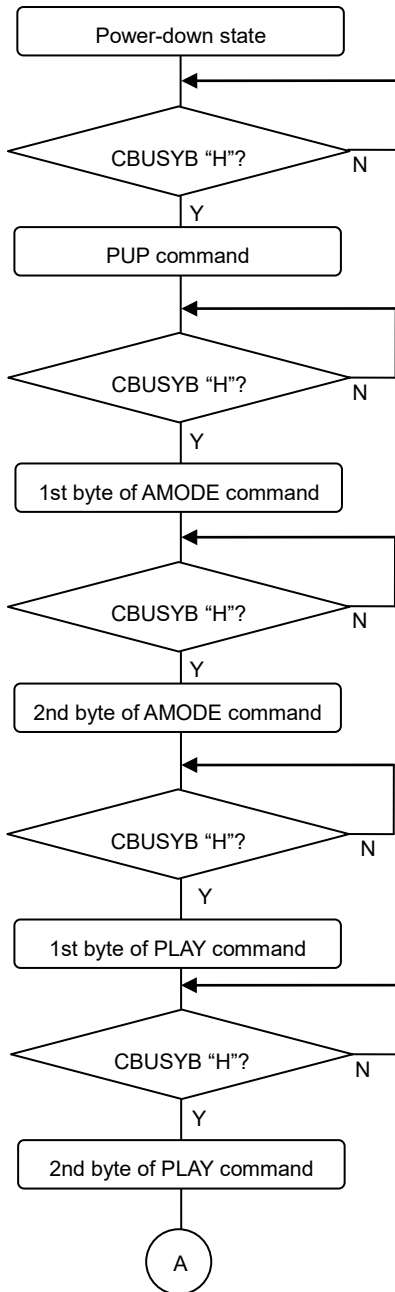 Power-down state
CBUSYB “H”?
N
Y
PUP command
CBUSYB “H”?
N
Y
1st byte of AMODE command
CBUSYB “H”?
N
Y
2nd byte of AMODE command
CBUSYB “H”?
N
Y
1st byte of PLAY command
CBUSYB “H”?
N
Y
2nd byte of PLAY command
A